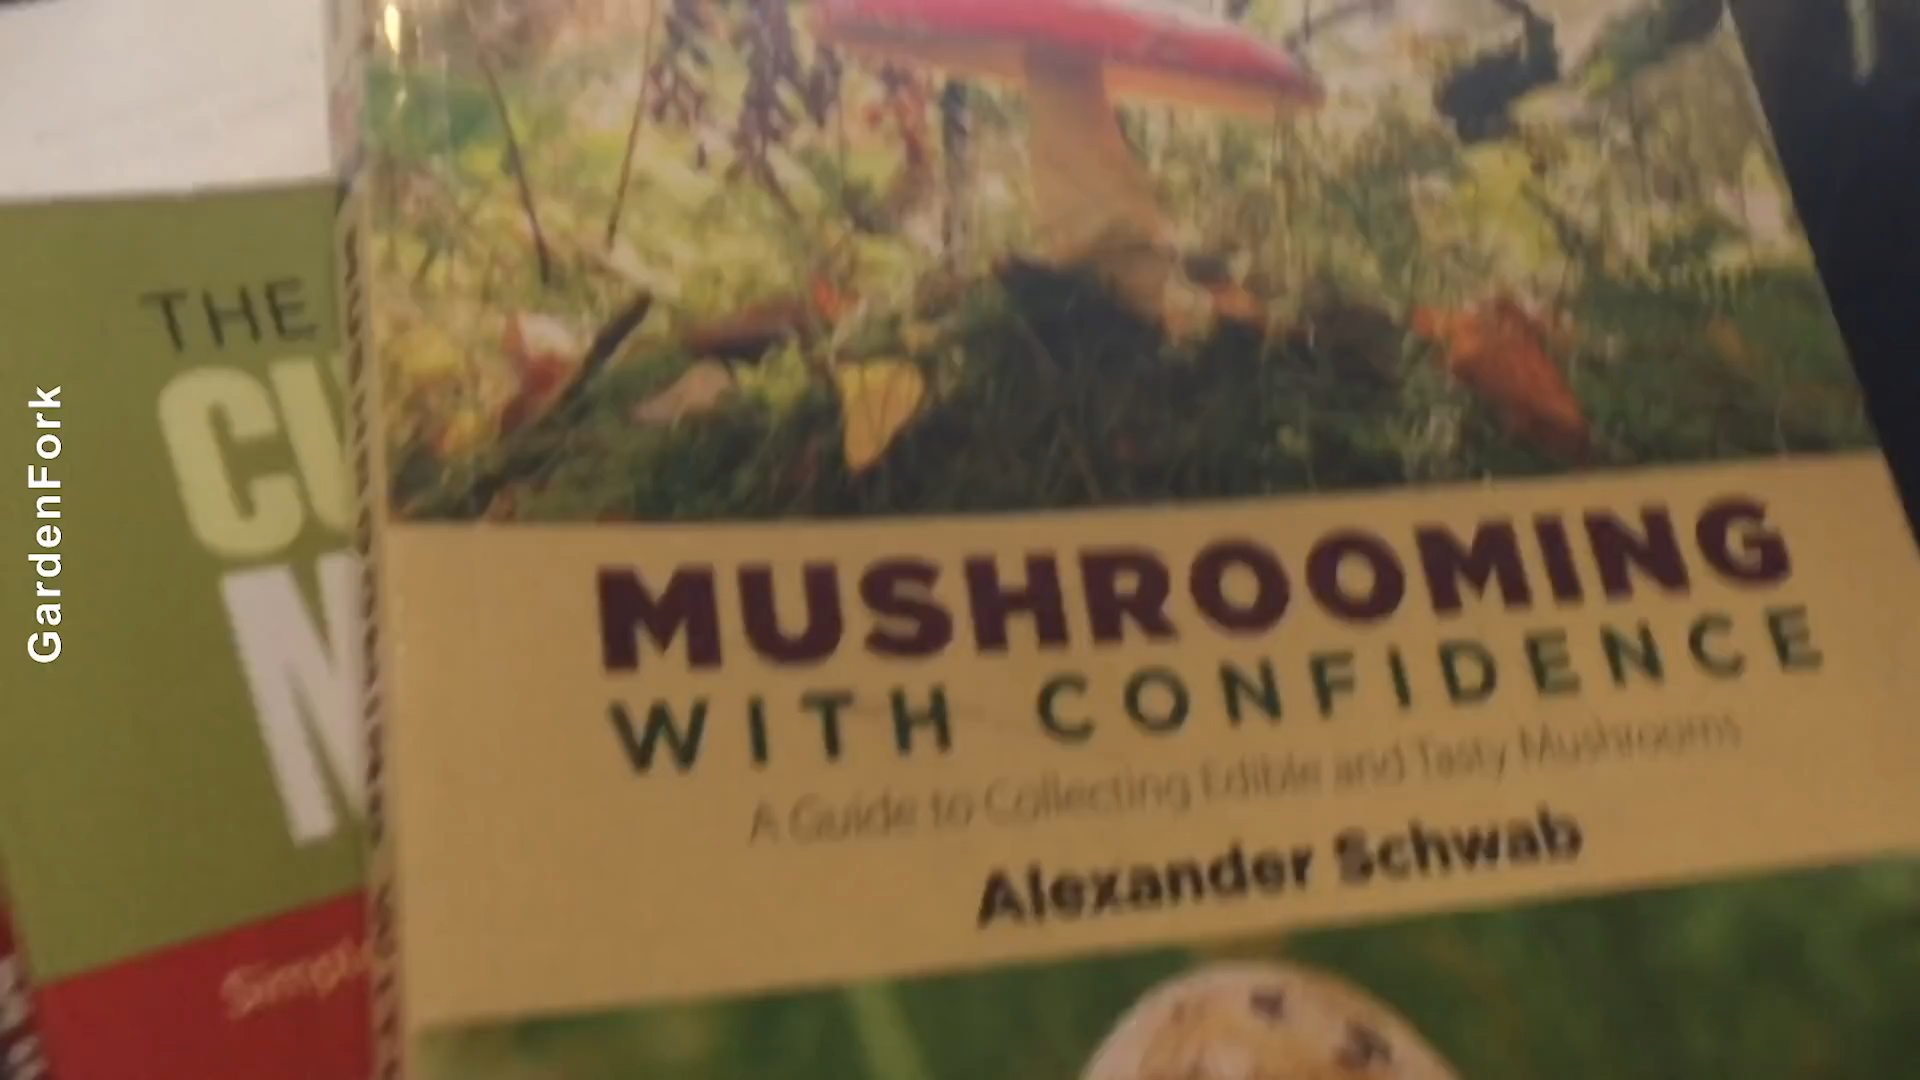 GardenFork
THE
MUSHROOMING
WITH CONFIDENCE
A Guide to Collecting Edible and Tasty Mushrooms
Alexander Schwab